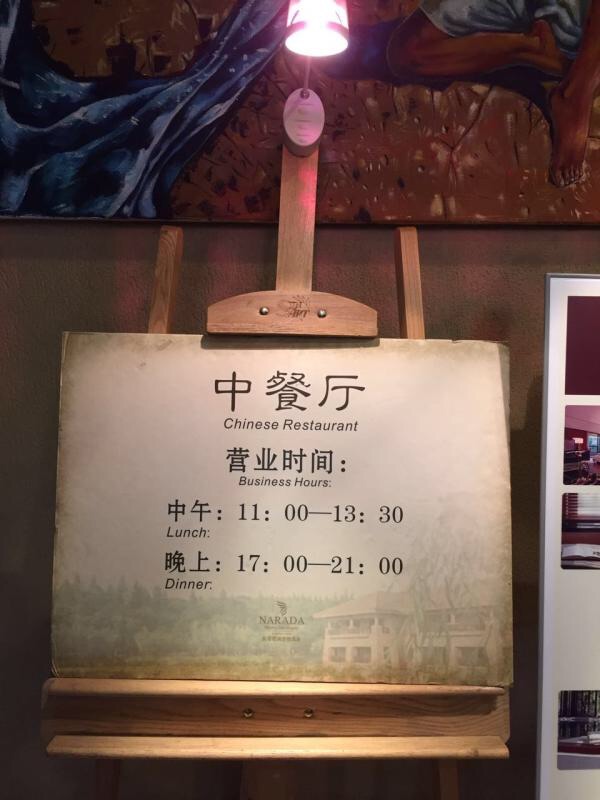 中餐厅
Chinese Restaurant
营业时间：
Business Hours:
中午：11：00—13：30
Lunch:
晚上：17：00—21：00
Dinner:
NARADA